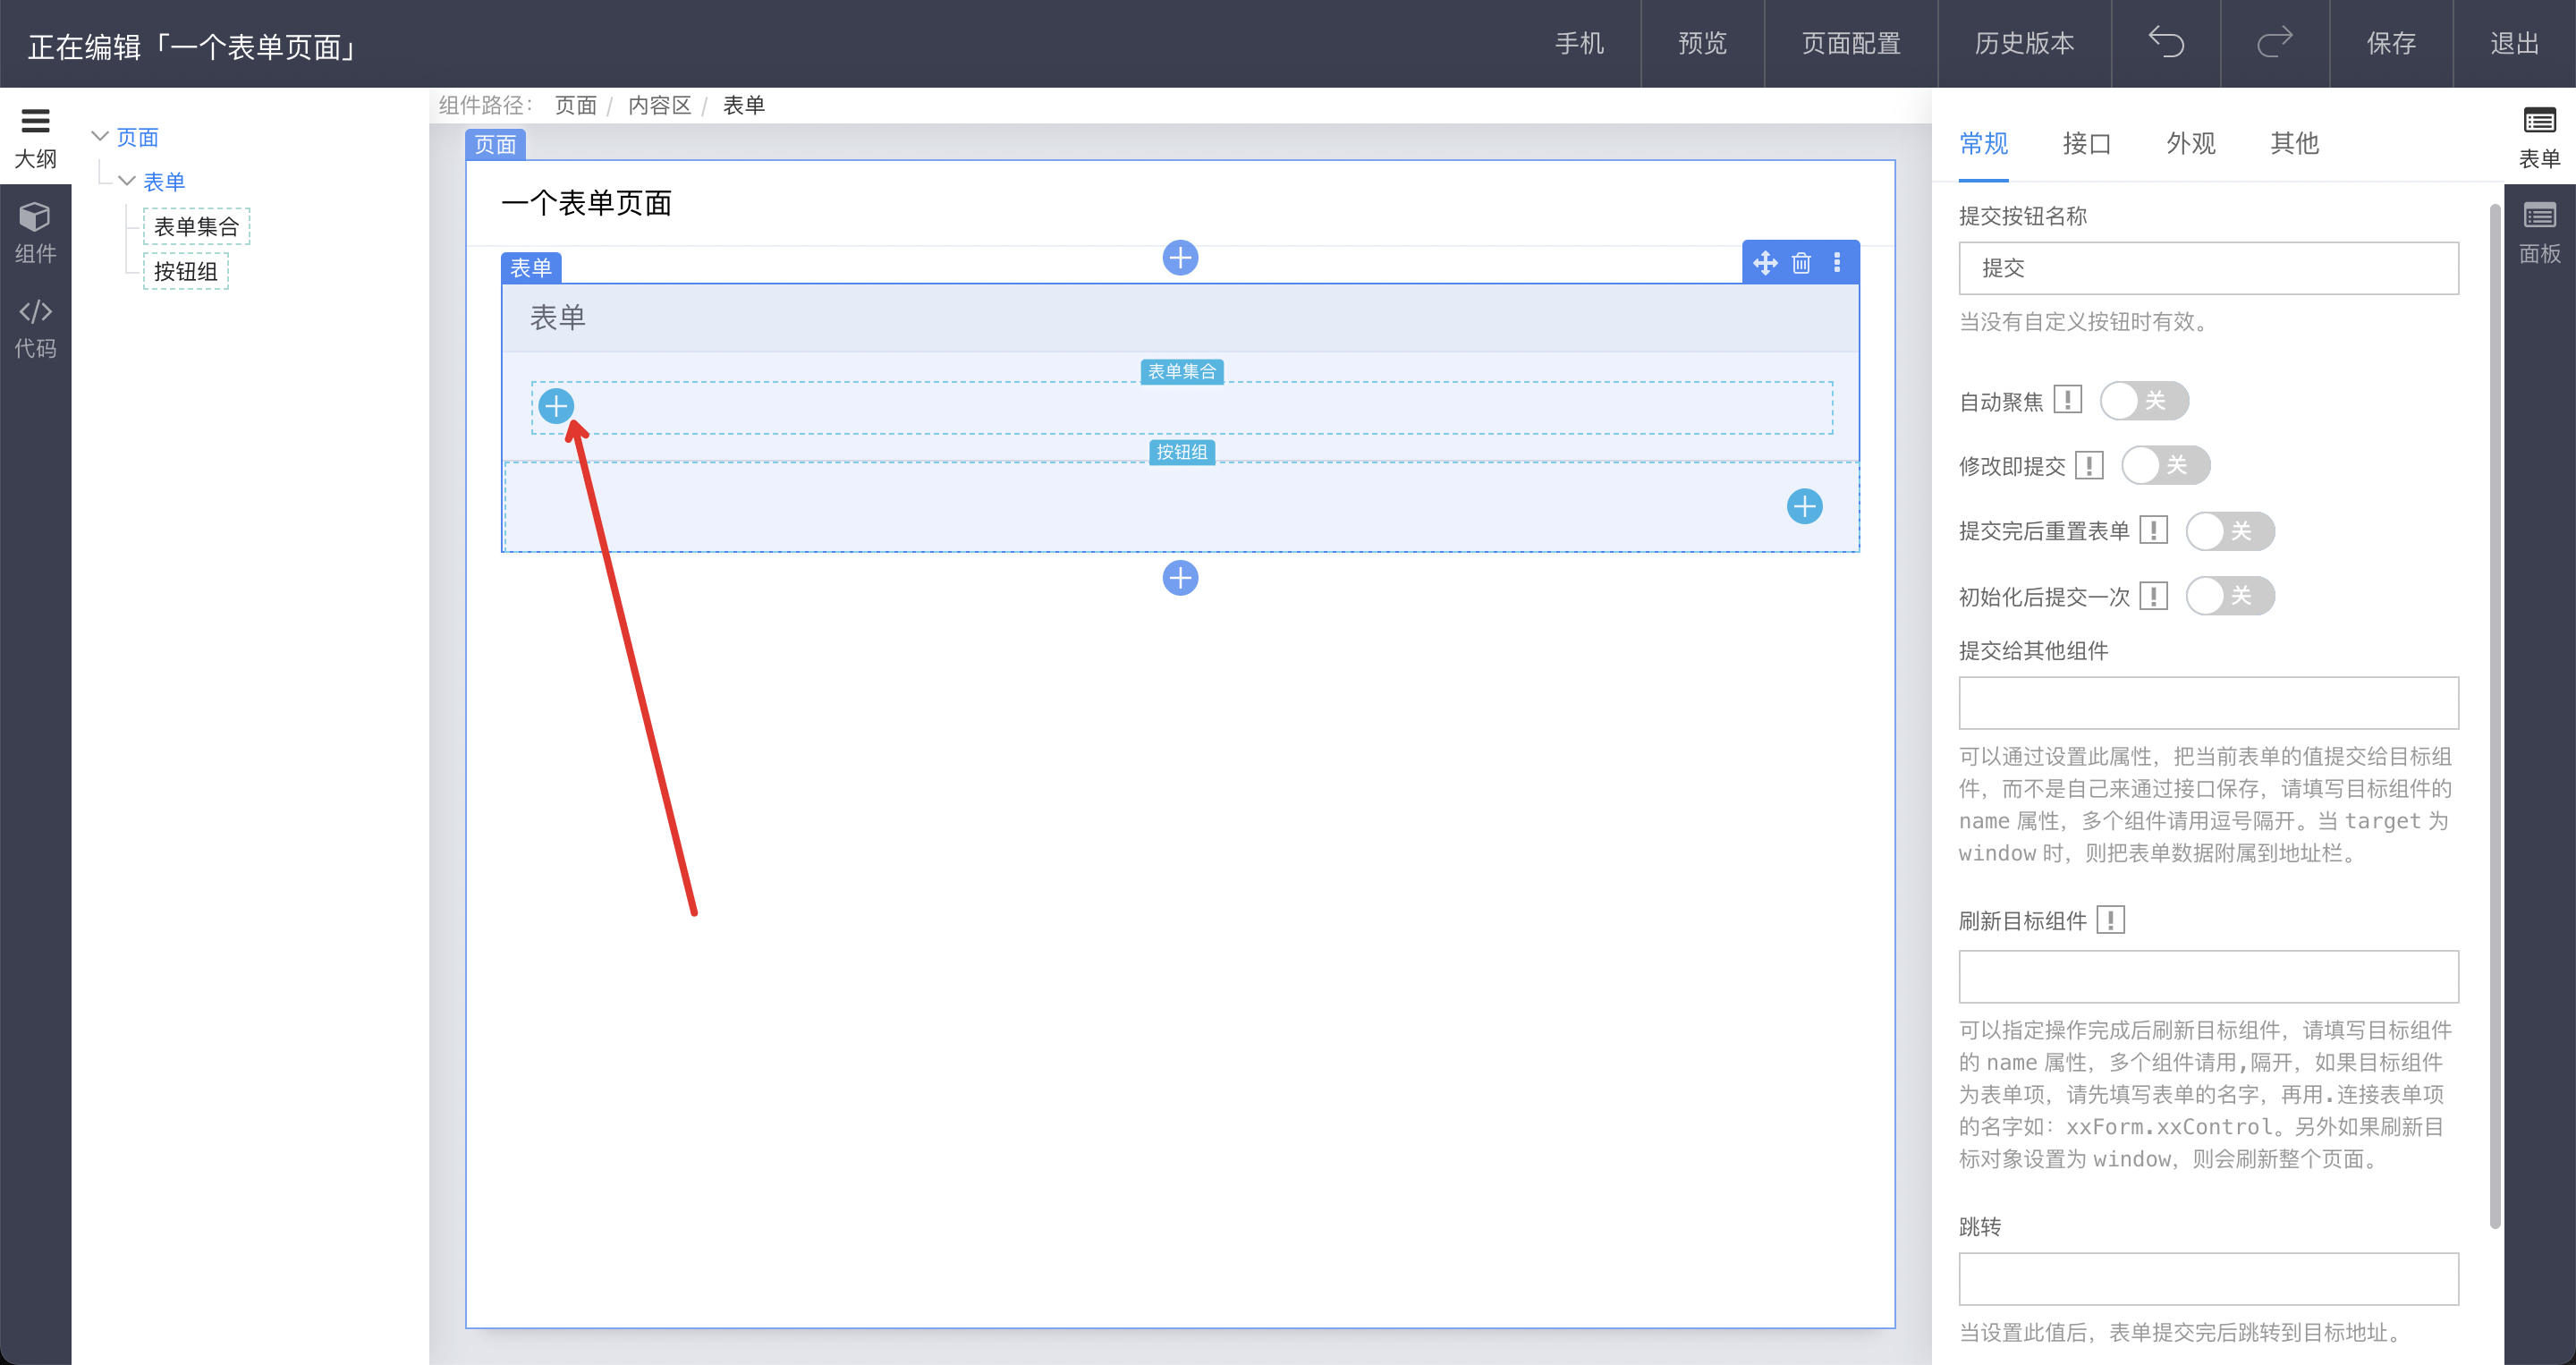 正在编辑「一个表单页面」
手机
预览
页面配置
历史版本
保存
退出
大纲
组件
代码
页面
表单
表单集合
按钮组
组件路径： 页面 / 内容区 / 表单
页面
一个表单页面
表单
表单
表单集合
按钮组
常规
接口
外观
其他
提交按钮名称
提交
当没有自定义按钮时有效。
自动聚焦 ! 关
修改即提交 ! 关
提交完后重置表单 ! 关
初始化后提交一次 ! 关
提交给其他组件
可以通过设置此属性，把当前表单的值提交给目标组
件，而不是自己来通过接口保存，请填写目标组件的
name 属性，多个组件请用逗号隔开。当 target 为
window 时，则把表单数据附属到地址栏。
刷新目标组件 !
可以指定操作完成后刷新目标组件，请填写目标组件
的 name 属性，多个组件请用,隔开，如果目标组件
为表单项，请先填写表单的名字，再用.连接表单项
的名字如：xxForm.xxControl。另外如果刷新目
标对象设置为 window，则会刷新整个页面。
跳转
当设置此值后，表单提交完后跳转到目标地址。
表单
面板